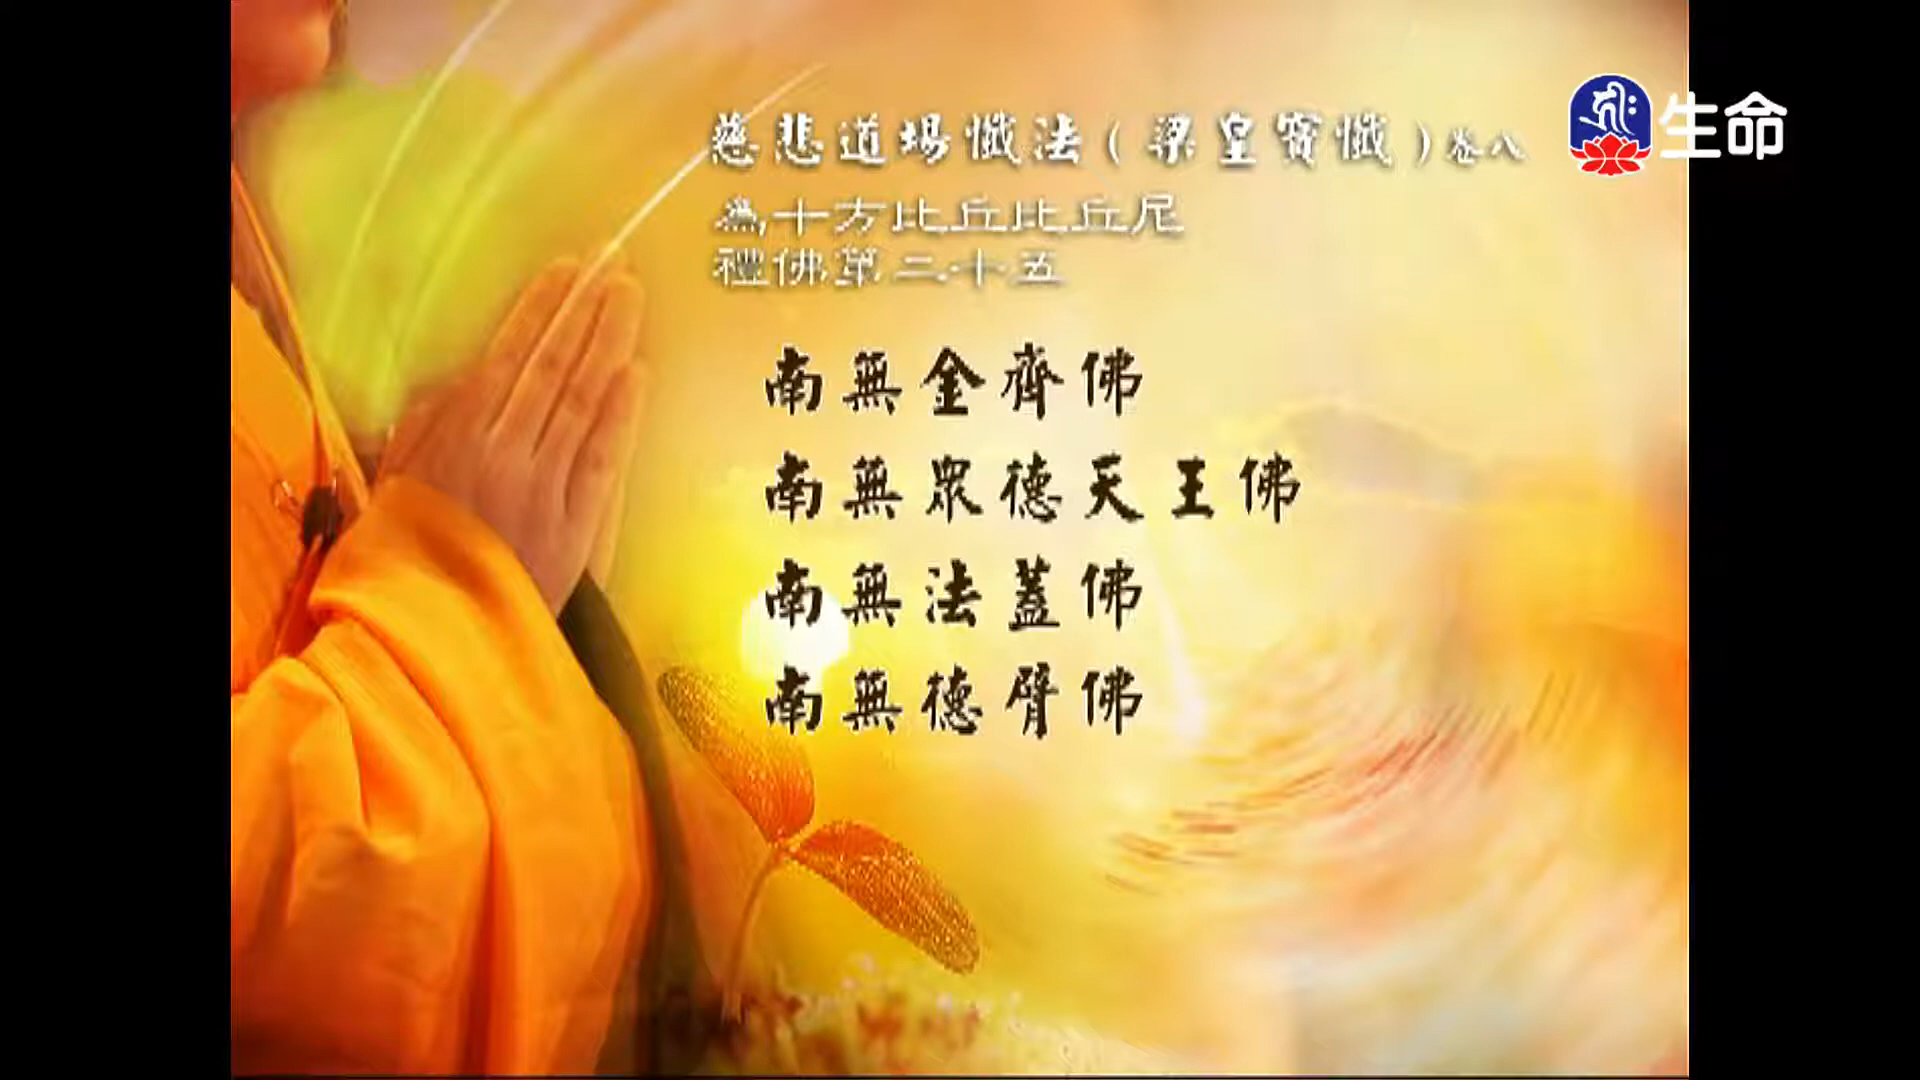 慈悲道場懺法(梁皇寶懺)卷八
為十方比丘比丘尼
禮佛第二十五
南無金齊佛
南無眾德天王佛
南無法蓋佛
南無德臂佛
生命